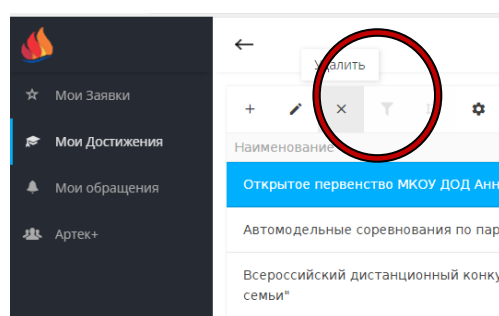 Удалить
Мои Заявки
Мои Достижения
Мои обращения
Артек+
Наименование
Открытое первенство МКОУ ДОД Анн
Автомодельные соревнования по пар
Всероссийский дистанционный конку
семьи"